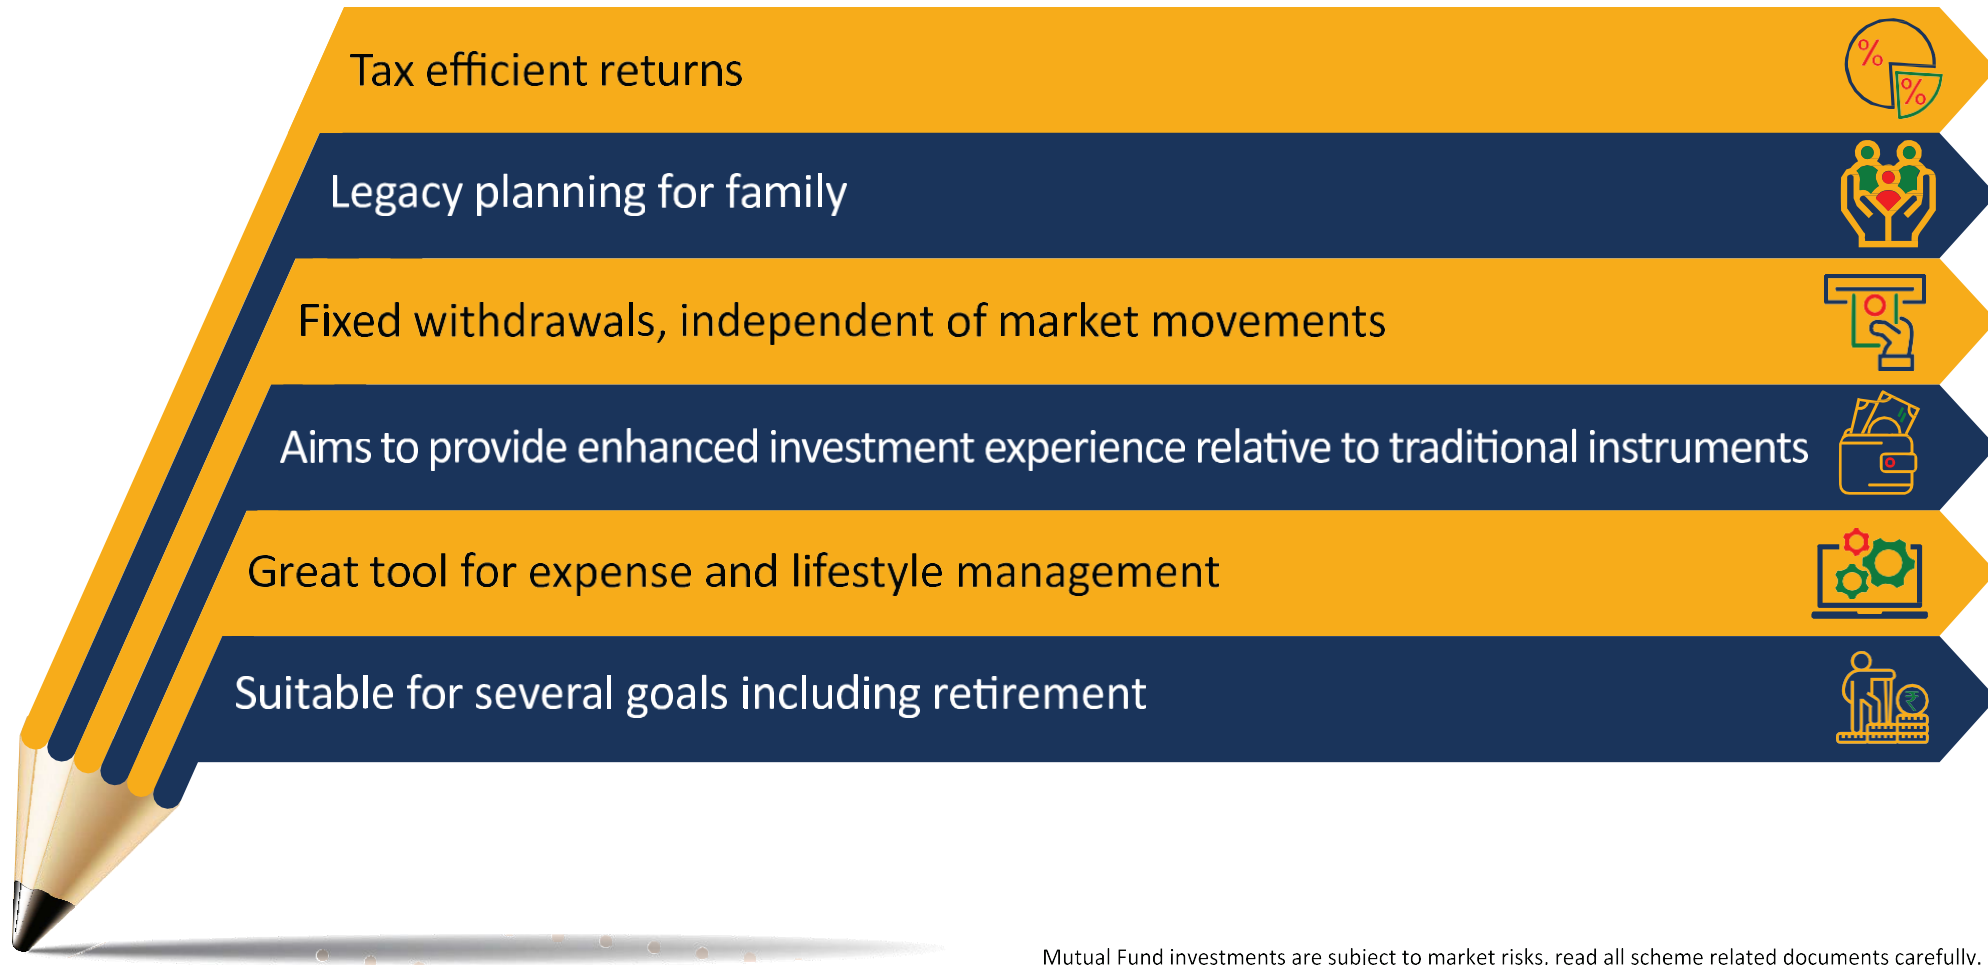 Tax efficient returns
%
%
Legacy planning for family
Fixed withdrawals, independent of market movements
Aims to provide enhanced investment experience relative to traditional instruments
Great tool for expense and lifestyle management
Suitable for several goals including retirement
₹
Mutual Fund investments are subject to market risks. read all scheme related documents carefully.